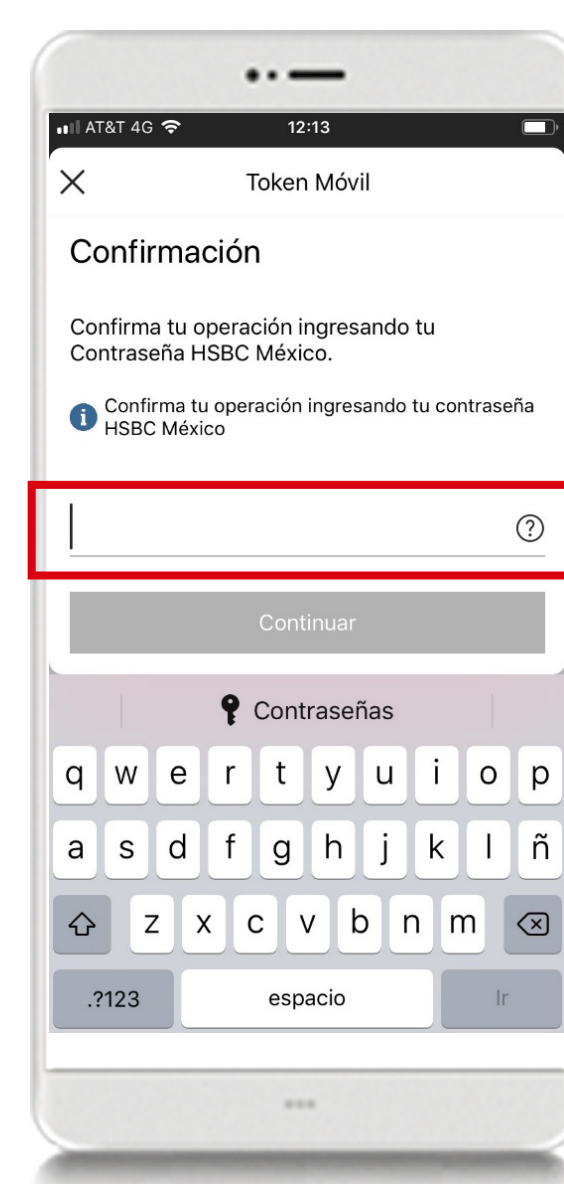 AT&T 4G 12:13
Token Móvil
Confirmación
Confirma tu operación ingresando tu
Contraseña HSBC México.
Confirma tu operación ingresando tu contraseña
HSBC México
Continuar
Contraseñas
q w e r t y u i o p
a s d f g h j k l ñ
z x c v b n m
.?123 espacio Ir